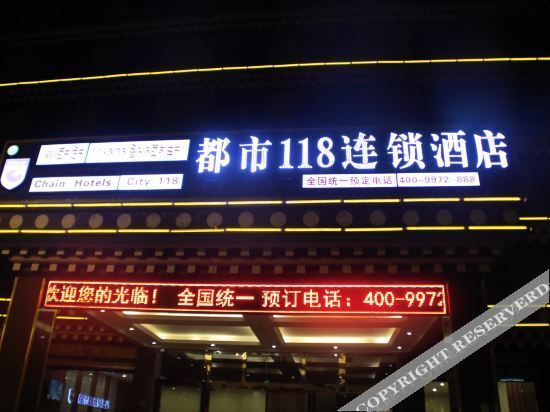 都市118连锁酒店
Chain Hotels City 118
全国统一预定电话 400-9972-888
欢迎您的光临！ 全国统一 预订电话：400-9972
COPYRIGHT RESERVED